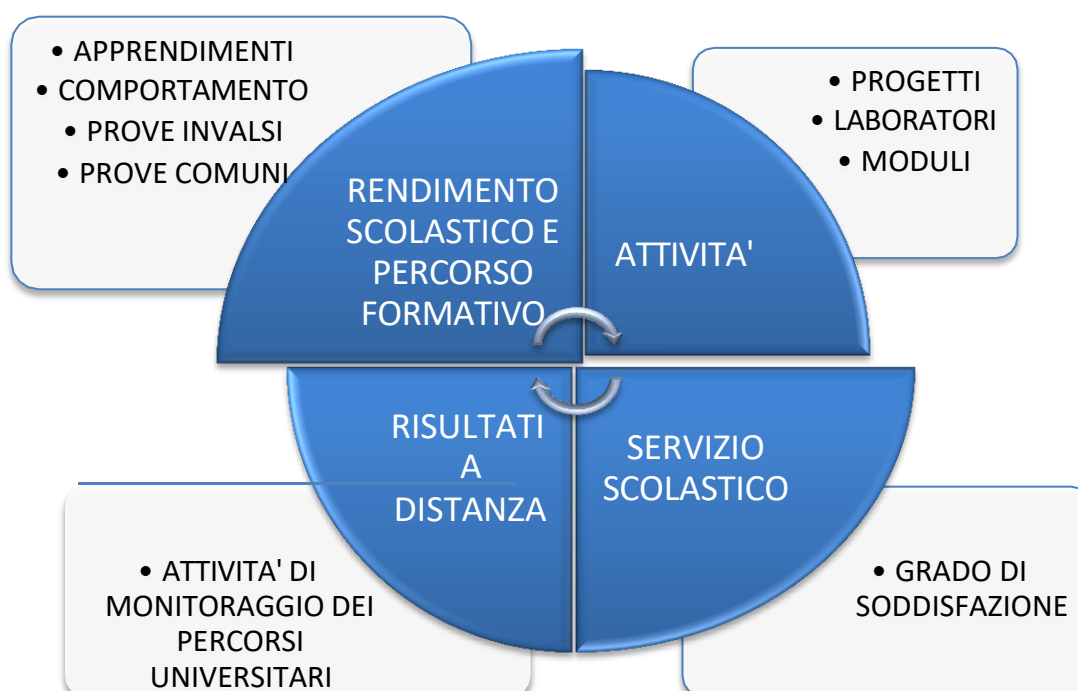 • APPRENDIMENTI
• COMPORTAMENTO
• PROVE INVALSI
• PROVE COMUNI
• PROGETTI
• LABORATORI
• MODULI
RENDIMENTO
SCOLASTICO E
PERCORSO
FORMATIVO
ATTIVITA'
RISULTATI
A
DISTANZA
SERVIZIO
SCOLASTICO
• ATTIVITA' DI
MONITORAGGIO DEI
PERCORSI
UNIVERSITARI
• GRADO DI
SODDISFAZIONE